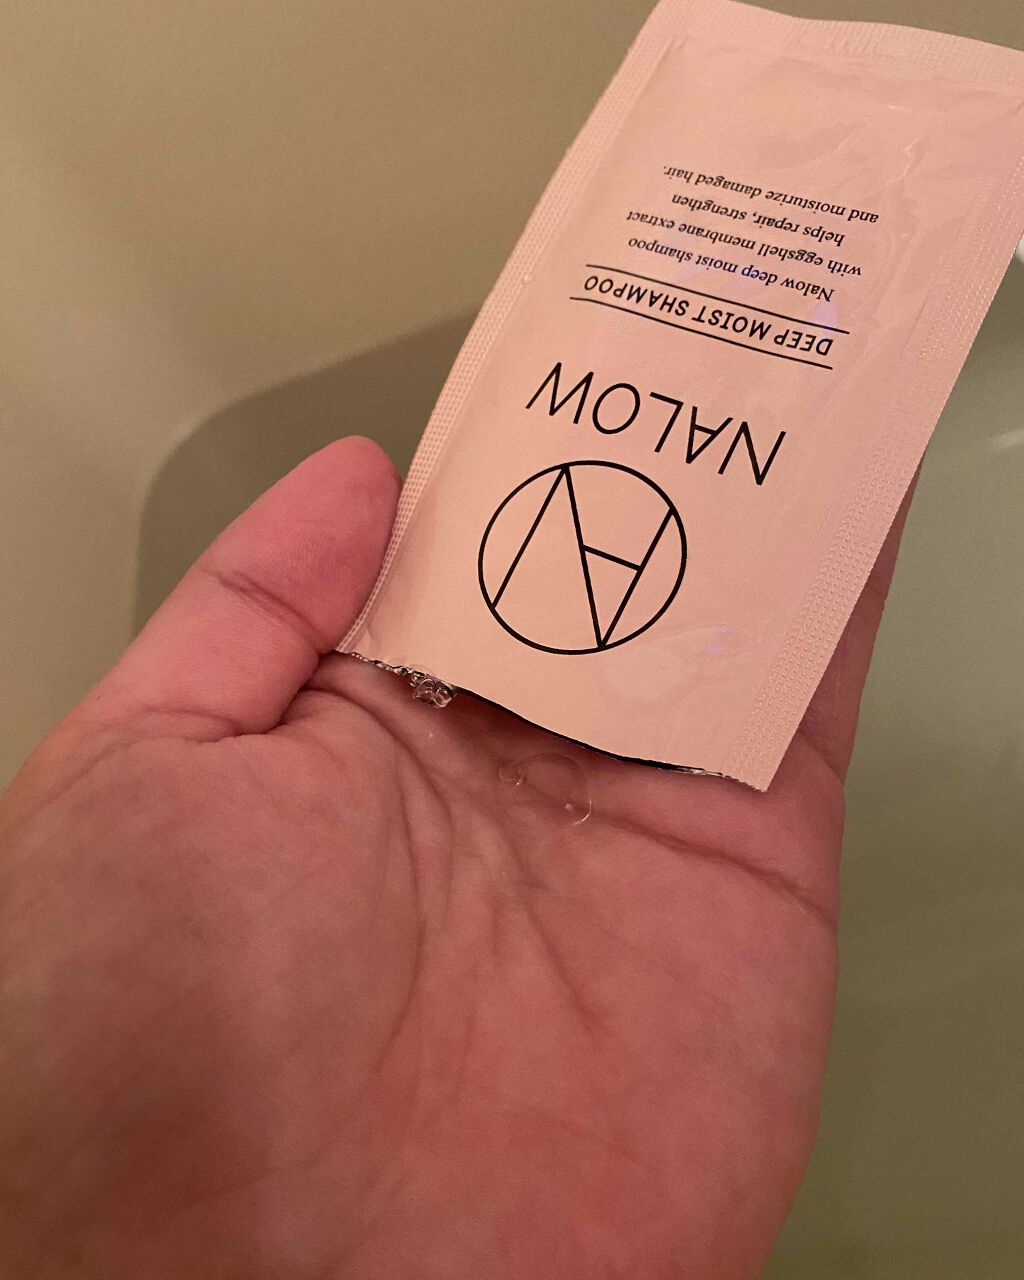 NALOW
DEEP MOIST SHAMPOO
Nalow deep moist shampoo
with eggshell membrane extract
helps repair, strengthen
and moisturize damaged hair.